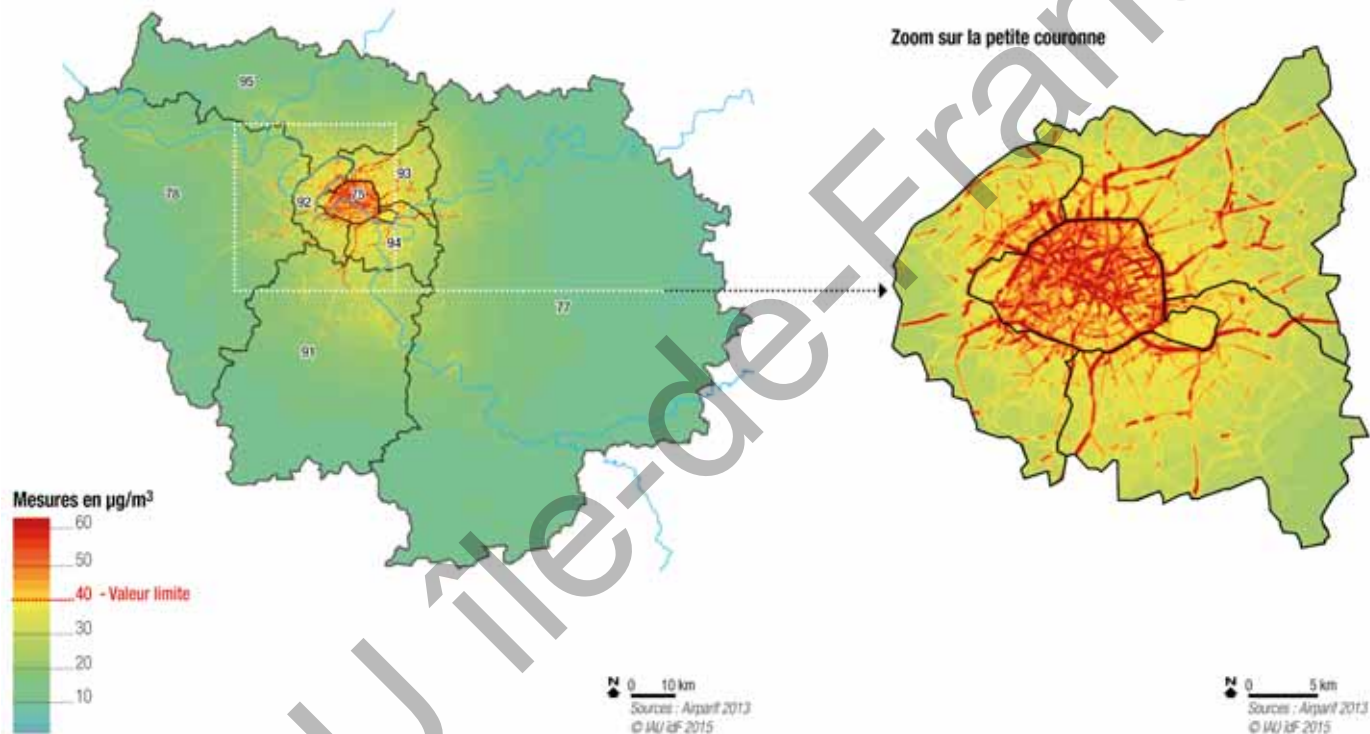 Zoom sur la petite couronne
95
78
92
75
93
94
91
77
Mesures en µg/m³
60
50
40 - Valeur limite
30
20
10
N 0 10 km
Sources : Airparif 2013
© IAU îdF 2015
N 0 5 km
Sources : Airparif 2013
© IAU îdF 2015
U île-de-Fran